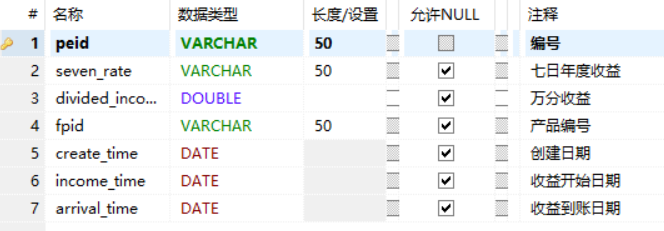 # 名称 数据类型 长度/设置 允许NULL 注释
1 peid VARCHAR 50 编号
2 seven_rate VARCHAR 50 七日年度收益
3 divided_inco... DOUBLE 万分收益
4 fpid VARCHAR 50 产品编号
5 create_time DATE 创建日期
6 income_time DATE 收益开始日期
7 arrival_time DATE 收益到账日期